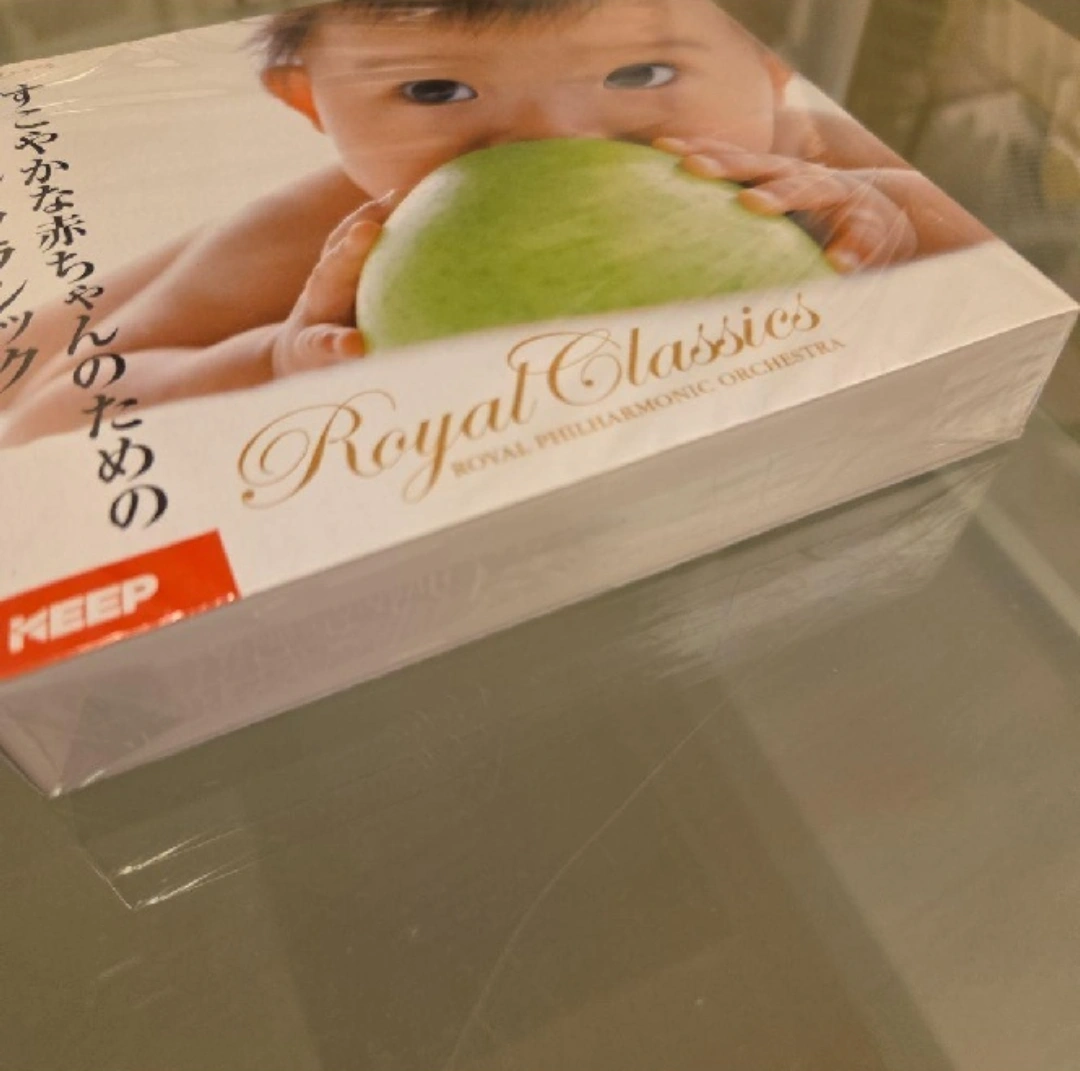 すこやかな赤ちゃんのための
ラシック
Royal Classics
ROYAL PHILHARMONIC ORCHESTRA
KEEP